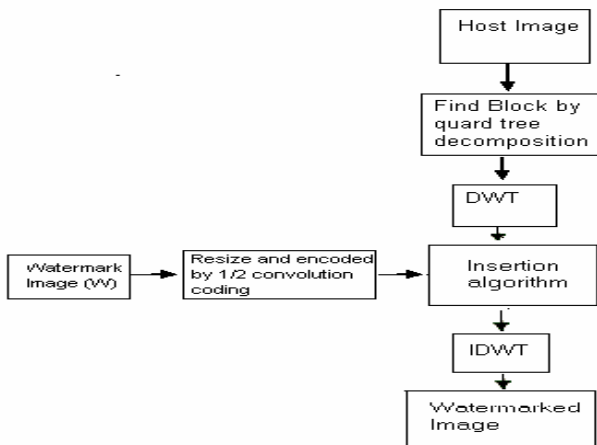 Host Image
Find Block by
quard tree
decomposition
DWT
Watermark
Image (W)
Resize and encoded
by 1/2 convolution
coding
Insertion
algorithm
IDWT
Watermarked
Image